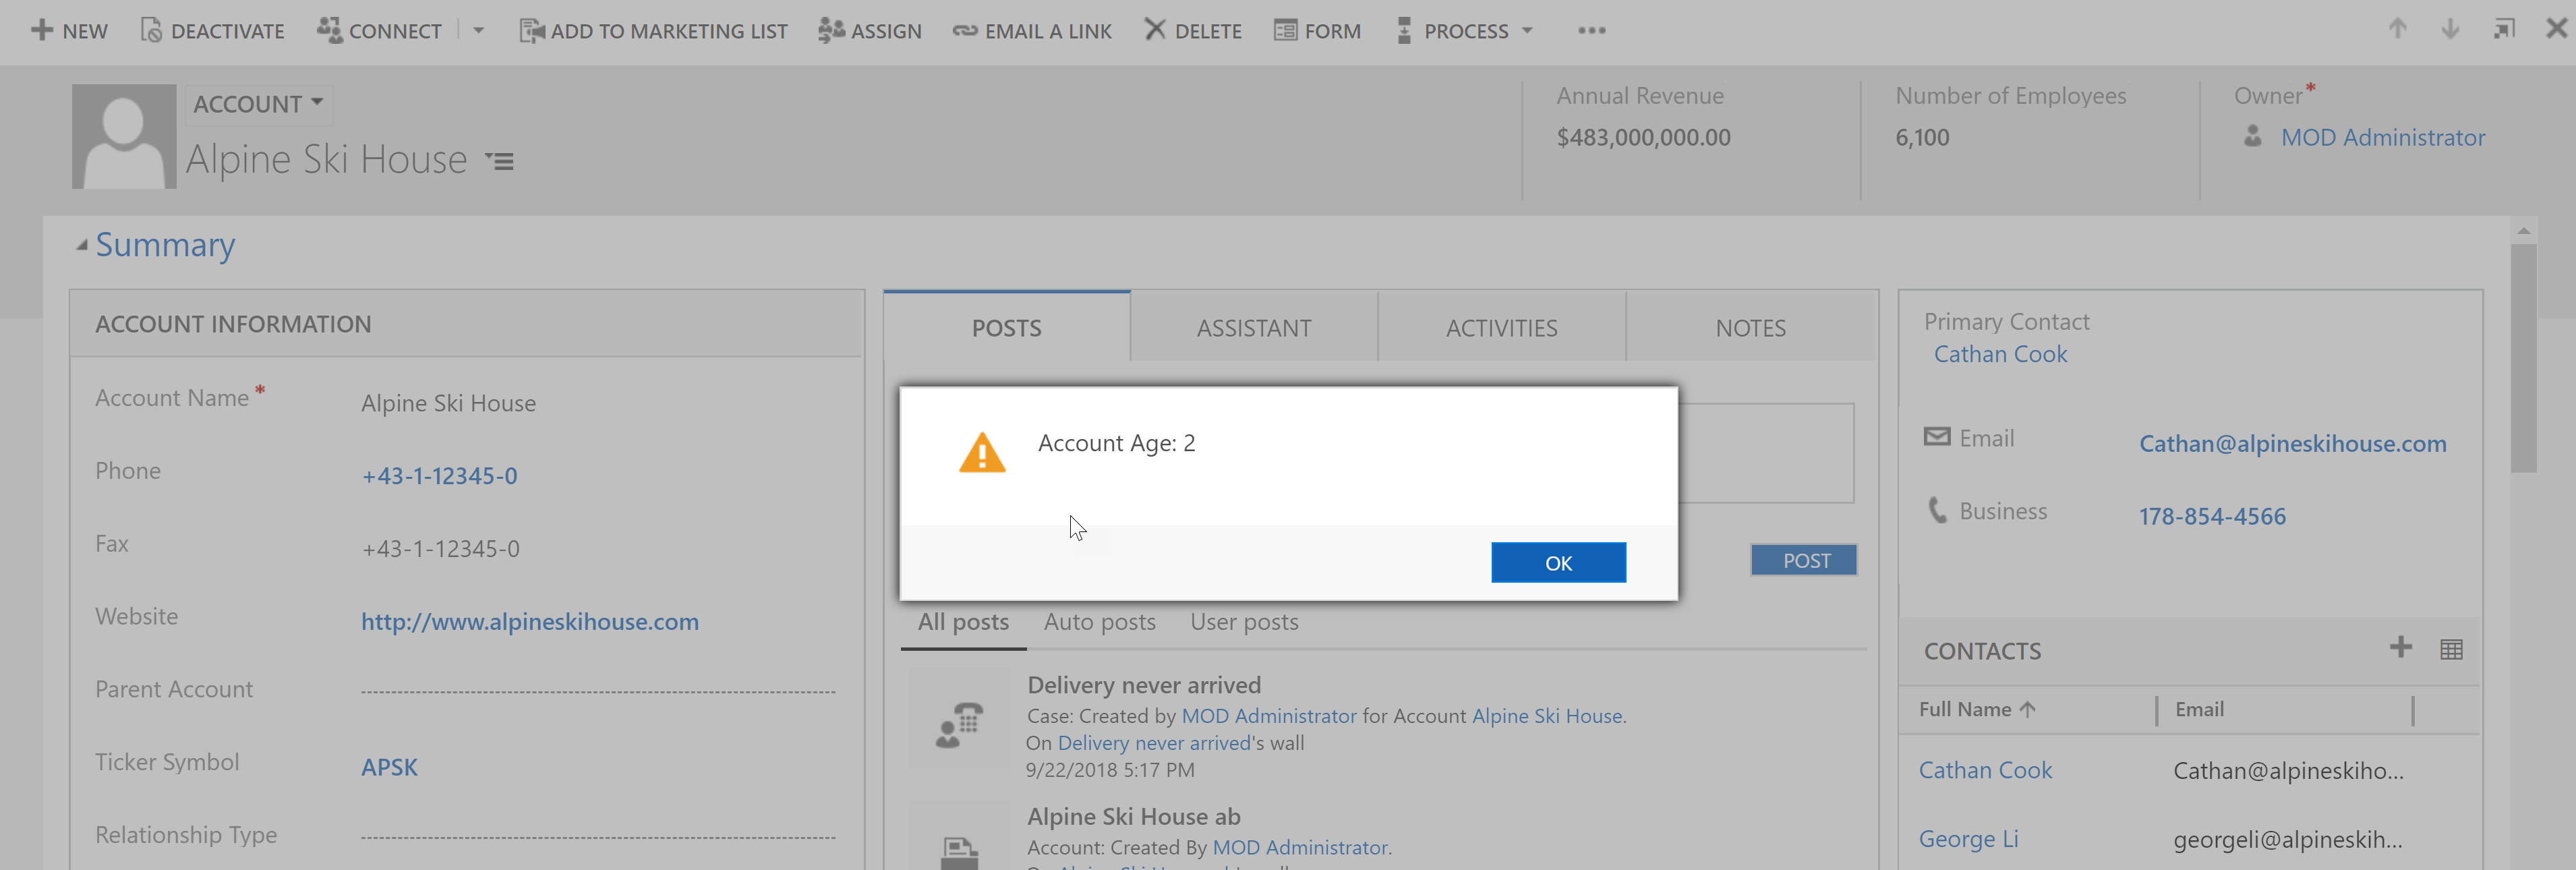 NEW DEACTIVATE CONNECT ADD TO MARKETING LIST ASSIGN EMAIL A LINK DELETE FORM PROCESS
ACCOUNT
Alpine Ski House
Annual Revenue
$483,000,000.00
Number of Employees
6,100
Owner*
MOD Administrator
Summary
ACCOUNT INFORMATION
Account Name *
Alpine Ski House
Phone
+43-1-12345-0
Fax
+43-1-12345-0
Website
http://www.alpineskihouse.com
Parent Account
Ticker Symbol
APSK
Relationship Type
POSTS ASSISTANT ACTIVITIES NOTES
Account Age: 2
OK
POST
All posts Auto posts User posts
Delivery never arrived
Case: Created by MOD Administrator for Account Alpine Ski House.
On Delivery never arrived's wall
9/22/2018 5:17 PM
Alpine Ski House ab
Account: Created By MOD Administrator.
Primary Contact
Cathan Cook
Email
Cathan@alpineskihouse.com
Business
178-854-4566
CONTACTS
Full Name Email
Cathan Cook Cathan@alpineskiho...
George Li georgeli@alpineskih...